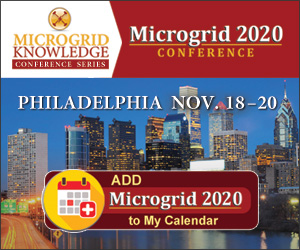 MICROGRID
KNOWLEDGE
CONFERENCE SERIES
Microgrid 2020
CONFERENCE
PHILADELPHIA NOV. 18–20
ADD
Microgrid 2020
to My Calendar